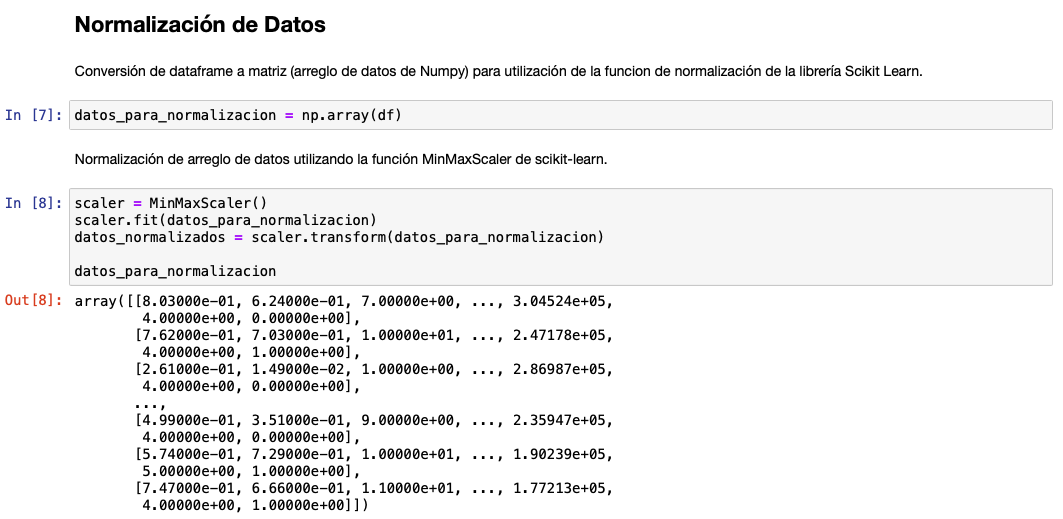 Normalización de Datos
Conversión de dataframe a matriz (arreglo de datos de Numpy) para utilización de la funcion de normalización de la librería Scikit Learn.
In [7]: datos_para_normalizacion = np.array(df)
Normalización de arreglo de datos utilizando la función MinMaxScaler de scikit-learn.
In [8]: scaler = MinMaxScaler()
scaler.fit(datos_para_normalizacion)
datos_normalizados = scaler.transform(datos_para_normalizacion)
datos_para_normalizacion
Out[8]: array([[8.03000e-01, 6.24000e-01, 7.00000e+00, ..., 3.04524e+05,
4.00000e+00, 0.00000e+00],
[7.62000e-01, 7.03000e-01, 1.00000e+01, ..., 2.47178e+05,
4.00000e+00, 1.00000e+00],
[2.61000e-01, 1.49000e-02, 1.00000e+00, ..., 2.86987e+05,
4.00000e+00, 0.00000e+00],
...,
[4.99000e-01, 3.51000e-01, 9.00000e+00, ..., 2.35947e+05,
4.00000e+00, 0.00000e+00],
[5.74000e-01, 7.29000e-01, 1.00000e+01, ..., 1.90239e+05,
5.00000e+00, 1.00000e+00],
[7.47000e-01, 6.66000e-01, 1.10000e+01, ..., 1.77213e+05,
4.00000e+00, 1.00000e+00]])